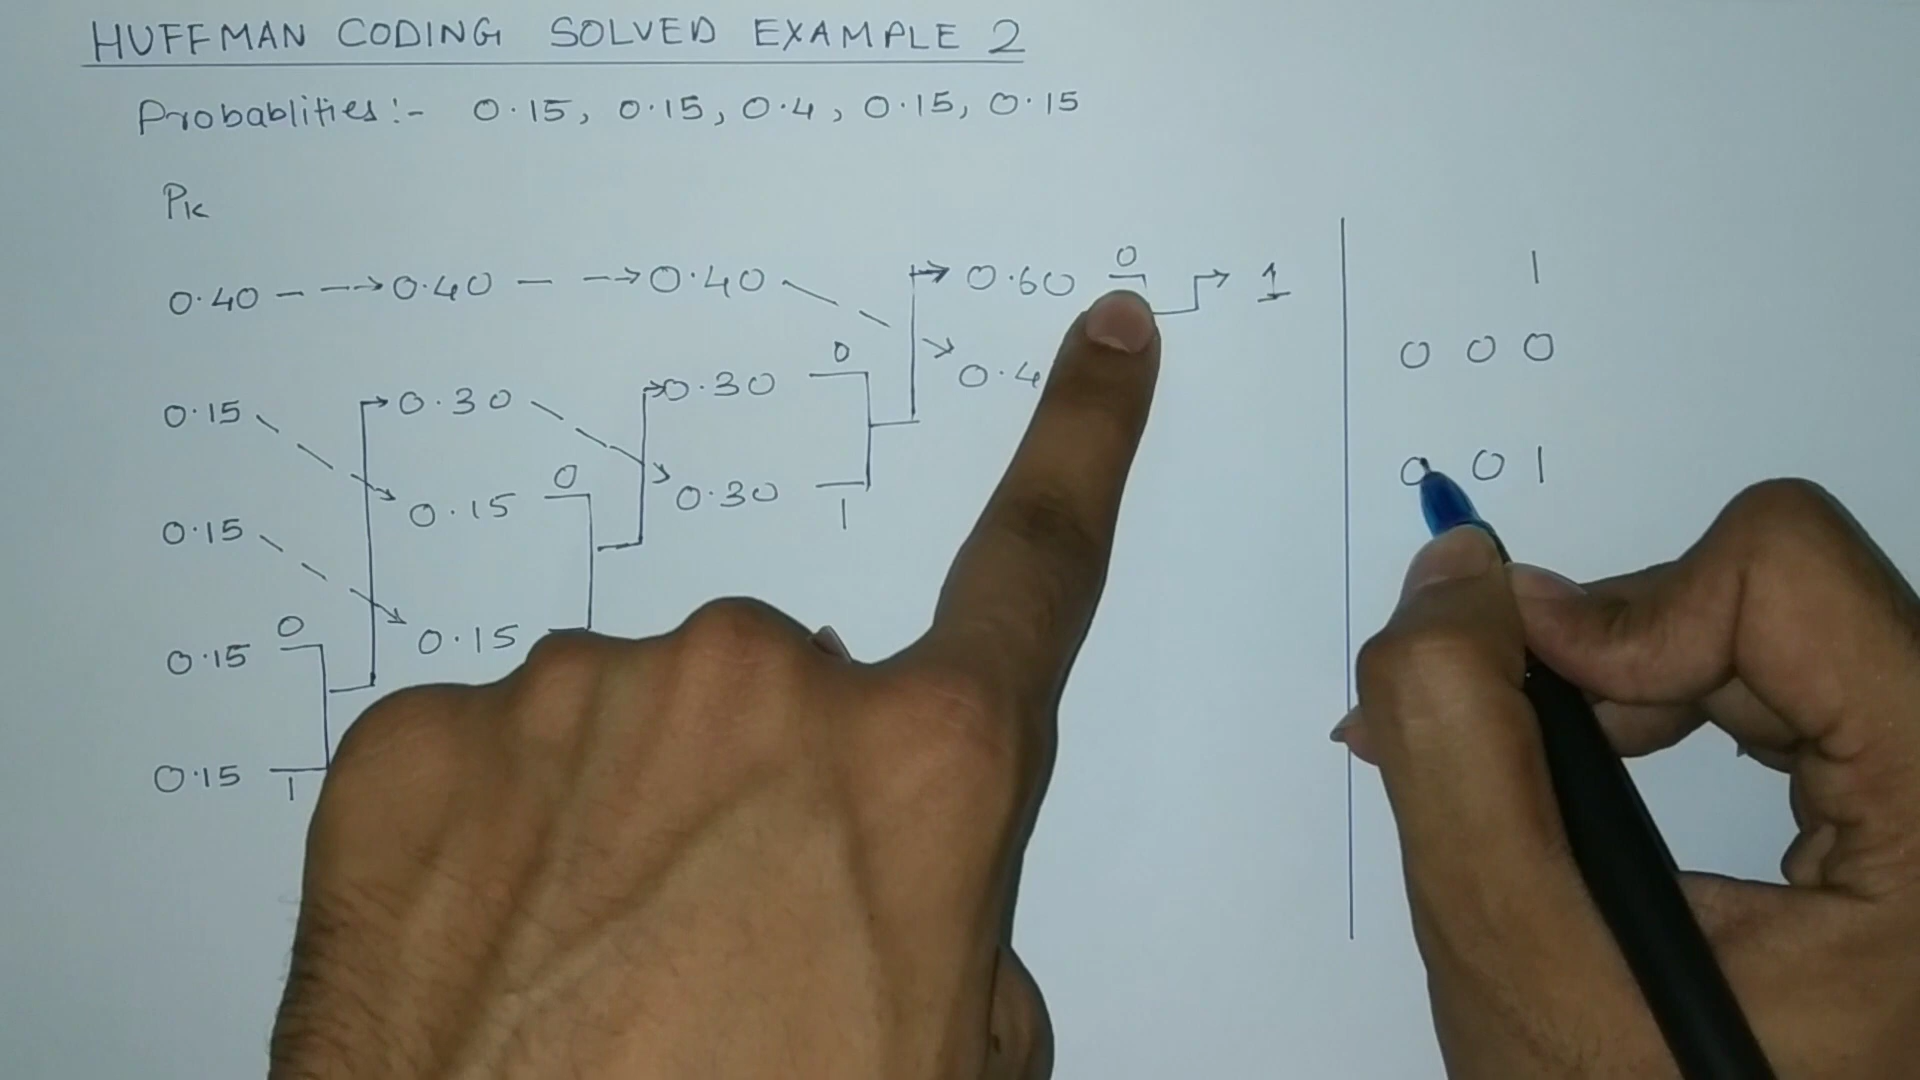 HUFFMAN CODING SOLVED EXAMPLE 2
Probablities:- 0.15, 0.15, 0.4, 0.15, 0.15
Pk
0.40 0.40 0.40 0.60 0 1 1
0.15 0.30 0.30 0 0.4 0 0 0
0.15 0.15 0 0.30 1 0 0 1
0.15 0 0.15
0.15 1